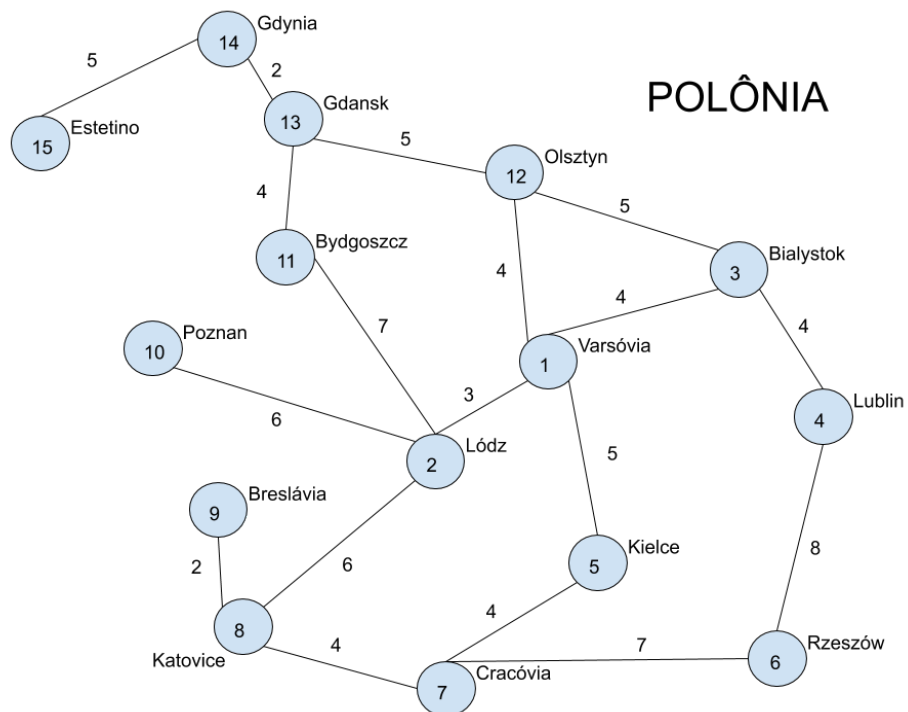 Gdynia
14
5
2
POLÔNIA
Gdansk
13
Estetino
15
5
Olsztyn
12
4
5
Bydgoszcz
11
Bialystok
3
4
4
7
4
Poznan
10
Varsóvia
1
3
6
Lublin
4
Lódz
2
5
Breslávia
9
Kielce
5
8
2
6
4
8
Katovice
4
7
Rzeszów
6
Cracóvia
7